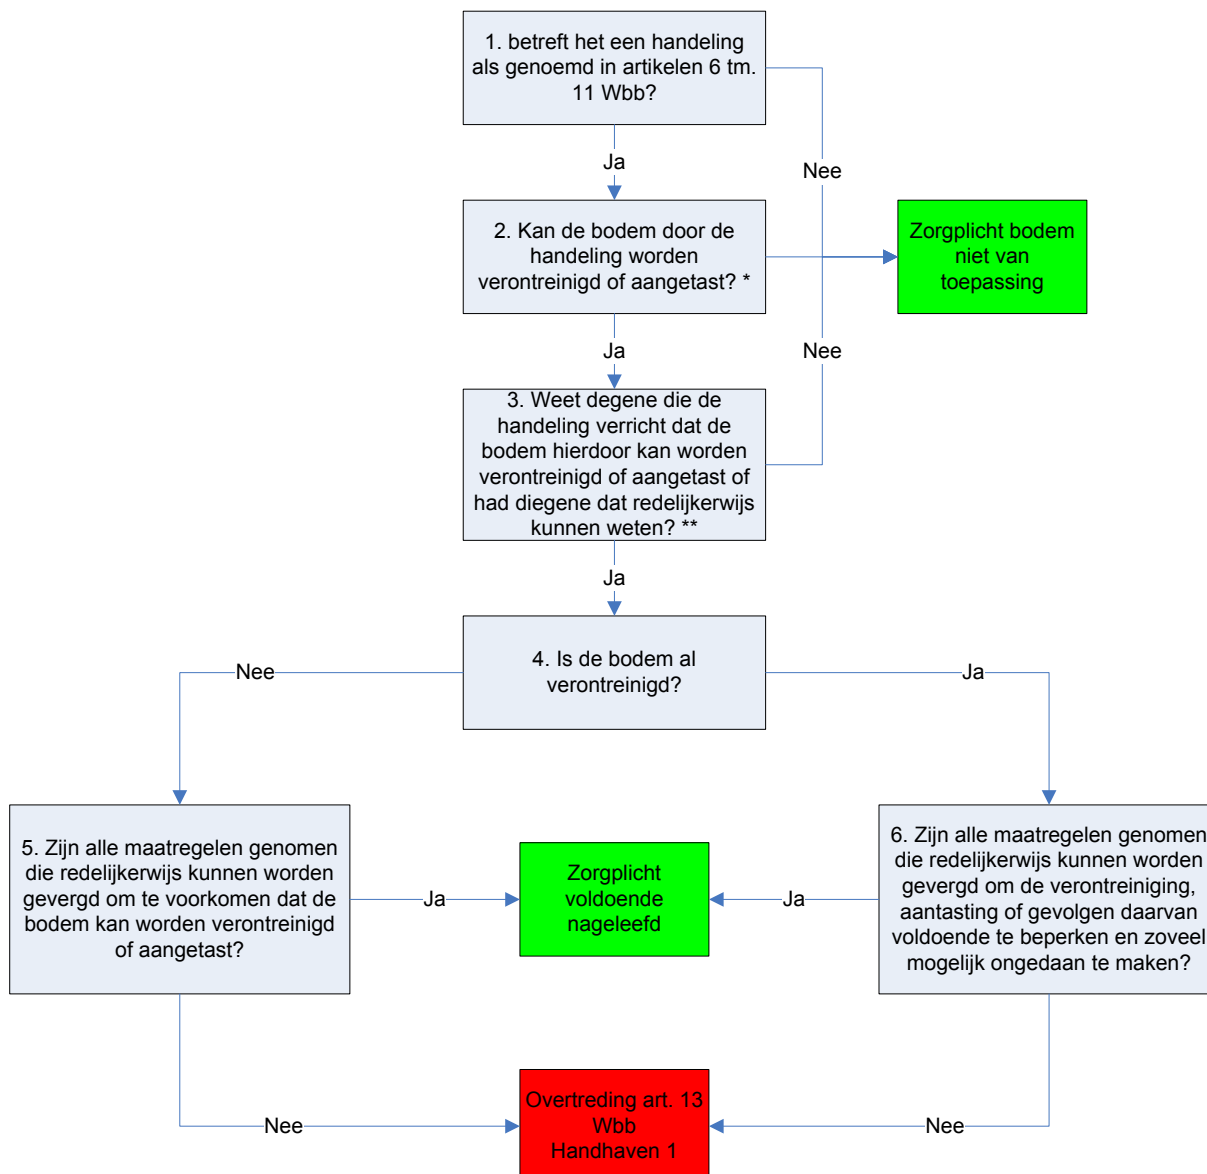 1. betreft het een handeling
als genoemd in artikelen 6 tm.
11 Wbb?
Ja
Nee
2. Kan de bodem door de
handeling worden
verontreinigd of aangetast? *
Zorgplicht bodem
niet van
toepassing
Ja
Nee
3. Weet degene die de
handeling verricht dat de
bodem hierdoor kan worden
verontreinigd of aangetast of
had diegene dat redelijkerwijs
kunnen weten? **
Ja
4. Is de bodem al
verontreinigd?
Nee
Ja
5. Zijn alle maatregelen genomen
die redelijkerwijs kunnen worden
gevergd om te voorkomen dat de
bodem kan worden verontreinigd
of aangetast?
Ja
Zorgplicht
voldoende
nageleefd
Ja
6. Zijn alle maatregelen genomen
die redelijkerwijs kunnen worden
gevergd om de verontreiniging,
aantasting of gevolgen daarvan
voldoende te beperken en zoveel
mogelijk ongedaan te maken?
Nee
Overtreding art. 13
Wbb
Handhaven 1
Nee